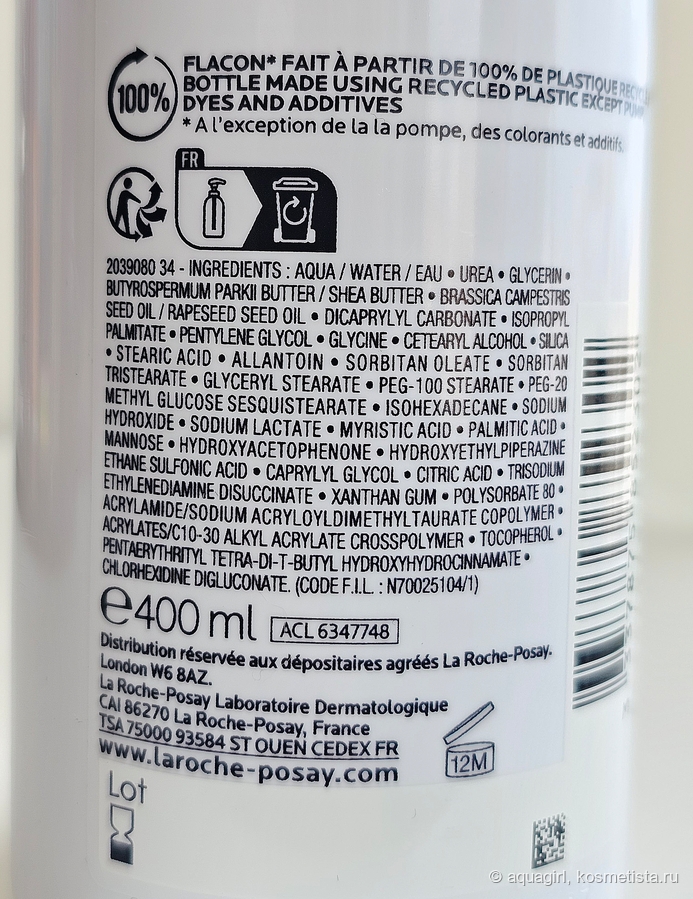 100%
FLACON* FAIT À PARTIR DE 100% DE PLASTIQUE
BOTTLE MADE USING RECYCLED PLASTIC EXCEPT
DYES AND ADDITIVES
* A l'exception de la la pompe, des colorants et additifs.
FR
2039080 34 - INGREDIENTS : AQUA / WATER / EAU • UREA • GLYCERIN •
BUTYROSPERMUM PARKII BUTTER / SHEA BUTTER • BRASSICA CAMPESTRIS
SEED OIL / RAPESEED SEED OIL • DICAPRYLYL CARBONATE • ISOPROPYL
PALMITATE • PENTYLENE GLYCOL • GLYCINE • CETEARYL ALCOHOL • SILICA
• STEARIC ACID • ALLANTOIN • SORBITAN OLEATE • SORBITAN
TRISTEARATE • GLYCERYL STEARATE • PEG-100 STEARATE • PEG-20
METHYL GLUCOSE SESQUISTEARATE • ISOHEXADECANE • SODIUM
HYDROXIDE • SODIUM LACTATE • MYRISTIC ACID • PALMITIC ACID •
MANNOSE • HYDROXYACETOPHENONE • HYDROXYETHYLPIPERAZINE
ETHANE SULFONIC ACID • CAPRYLYL GLYCOL • CITRIC ACID • TRISODIUM
ETHYLENEDIAMINE DISUCCINATE • XANTHAN GUM • POLYSORBATE 80 •
ACRYLAMIDE/SODIUM ACRYLOYLDIMETHYLTAURATE COPOLYMER •
ACRYLATES/C10-30 ALKYL ACRYLATE CROSSPOLYMER • TOCOPHEROL •
PENTAERYTHRITYL TETRA-DI-T-BUTYL HYDROXYHYDROCINNAMATE •
CHLORHEXIDINE DIGLUCONATE. (CODE F.I.L. : N70025104/1)
e400 ml ACL 6347748
Distribution réservée aux dépositaires agréés La Roche-Posay.
London W6 8AZ.
La Roche-Posay Laboratoire Dermatologique
CAI 86270 La Roche-Posay, France
TSA 75000 93584 ST OUEN CEDEX FR
www.laroche-posay.com
12M
Lot
© aquagirl, kosmetista.ru